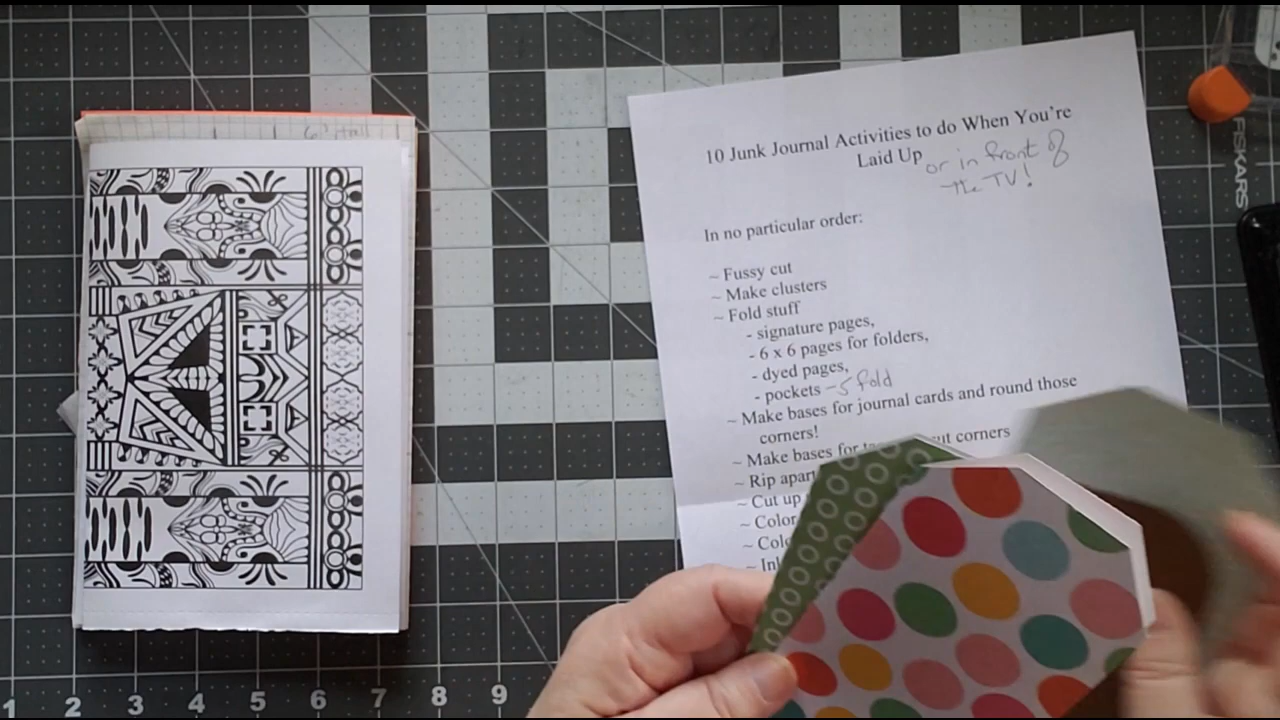 10 Junk Journal Activities to do When You're
Laid Up or in front of
the TV!
In no particular order:
~ Fussy cut
~ Make clusters
~ Fold stuff
- signature pages,
- 6 x 6 pages for folders,
- dyed pages,
- pockets - 5 fold
~ Make bases for journal cards and round those
corners!
~ Make bases for cut corners
~ Rip apart
~ Cut up
~ Color
~
~
6" Hall
FISKARS
1 2 3 4 5 6 7 8 9